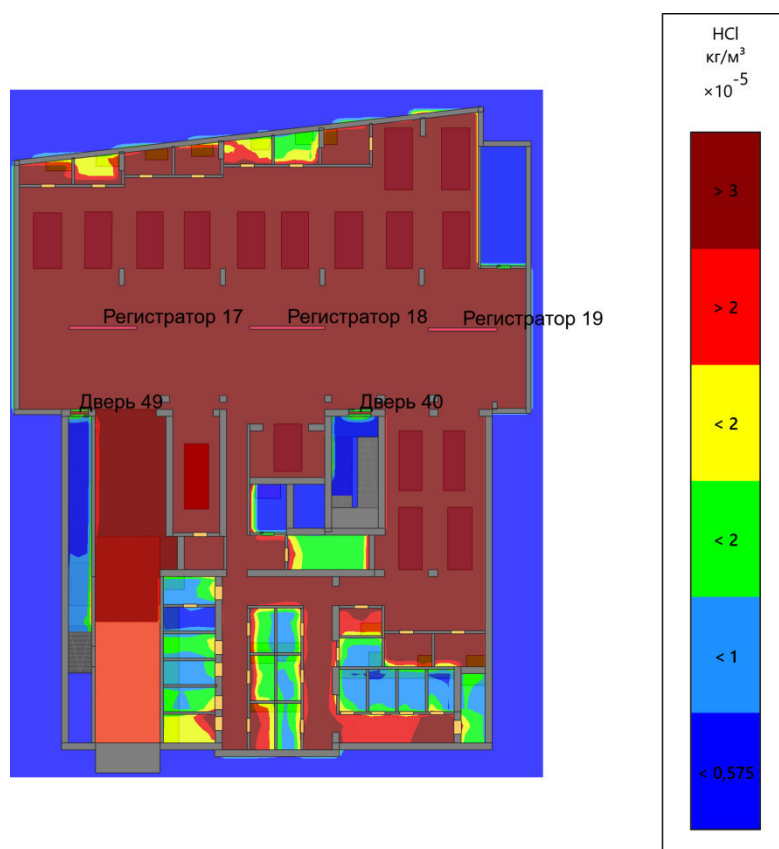 HCl
кг/м³
×10⁻⁵
> 3
> 2
< 2
< 2
< 1
< 0,575
Регистратор 17
Регистратор 18
Регистратор 19
Дверь 49
Дверь 40